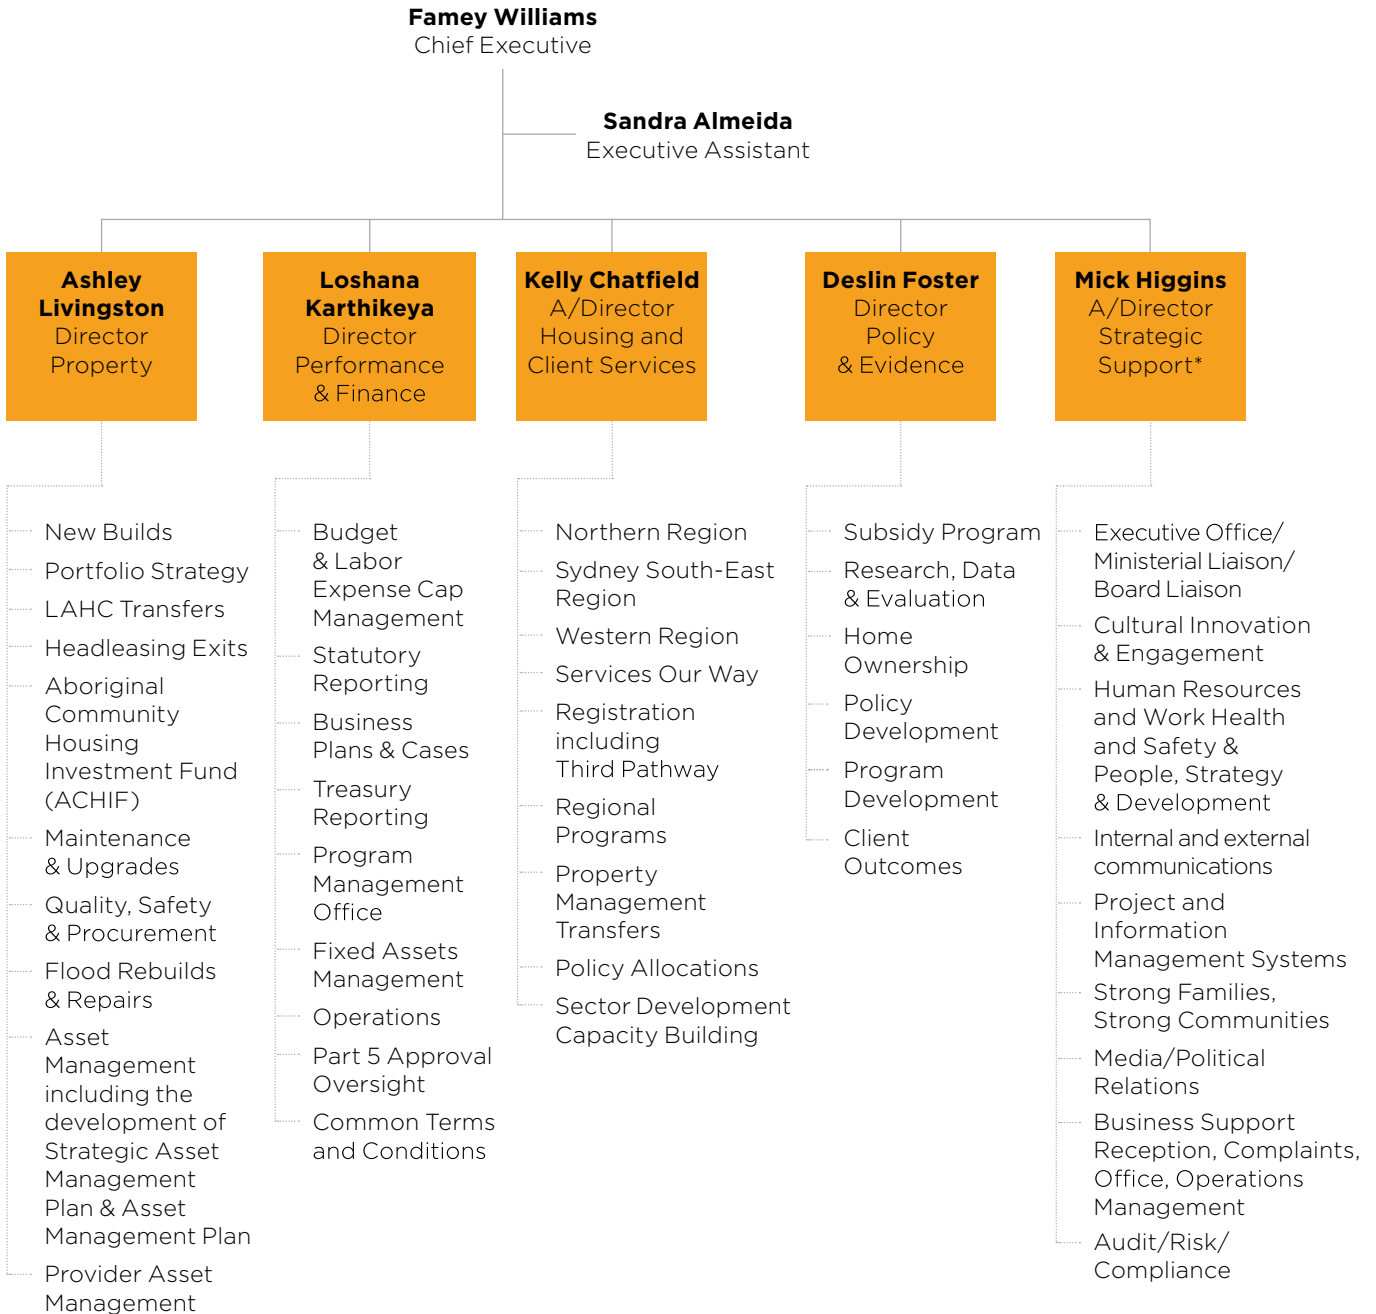 Famey Williams
Chief Executive
Sandra Almeida
Executive Assistant
Ashley
Livingston
Director
Property
Loshana
Karthikeya
Director
Performance
& Finance
Kelly Chatfield
A/Director
Housing and
Client Services
Deslin Foster
Director
Policy
& Evidence
Mick Higgins
A/Director
Strategic
Support*
New Builds
Portfolio Strategy
LAHC Transfers
Headleasing Exits
Aboriginal
Community
Housing
Investment Fund
(ACHIF)
Maintenance
& Upgrades
Quality, Safety
& Procurement
Flood Rebuilds
& Repairs
Asset
Management
including the
development of
Strategic Asset
Management
Plan & Asset
Management Plan
Provider Asset
Management
Budget
& Labor
Expense Cap
Management
Statutory
Reporting
Business
Plans & Cases
Treasury
Reporting
Program
Management
Office
Fixed Assets
Management
Operations
Part 5 Approval
Oversight
Common Terms
and Conditions
Northern Region
Sydney South-East
Region
Western Region
Services Our Way
Registration
including
Third Pathway
Regional
Programs
Property
Management
Transfers
Policy Allocations
Sector Development
Capacity Building
Subsidy Program
Research, Data
& Evaluation
Home
Ownership
Policy
Development
Program
Development
Client
Outcomes
Executive Office/
Ministerial Liaison/
Board Liaison
Cultural Innovation
& Engagement
Human Resources
and Work Health
and Safety &
People, Strategy
& Development
Internal and external
communications
Project and
Information
Management Systems
Strong Families,
Strong Communities
Media/Political
Relations
Business Support
Reception, Complaints,
Office, Operations
Management
Audit/Risk/
Compliance